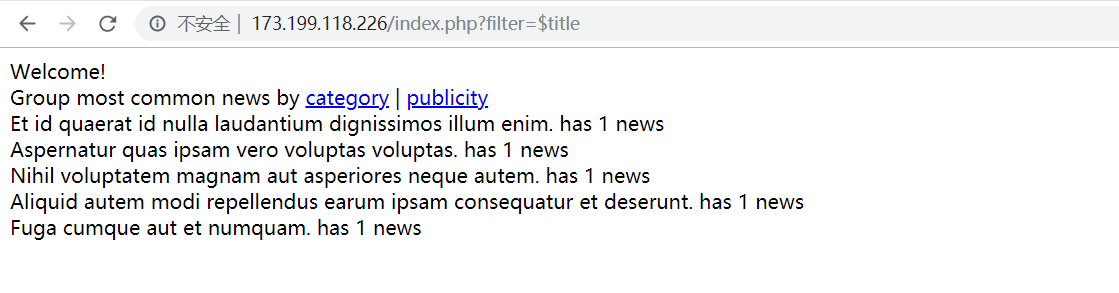 不安全 | 173.199.118.226/index.php?filter=$title
Welcome!
Group most common news by category | publicity
Et id quaerat id nulla laudantium dignissimos illum enim. has 1 news
Aspernatur quas ipsam vero voluptas voluptas. has 1 news
Nihil voluptatem magnam aut asperiores neque autem. has 1 news
Aliquid autem modi repellendus earum ipsam consequatur et deserunt. has 1 news
Fuga cumque aut et numquam. has 1 news